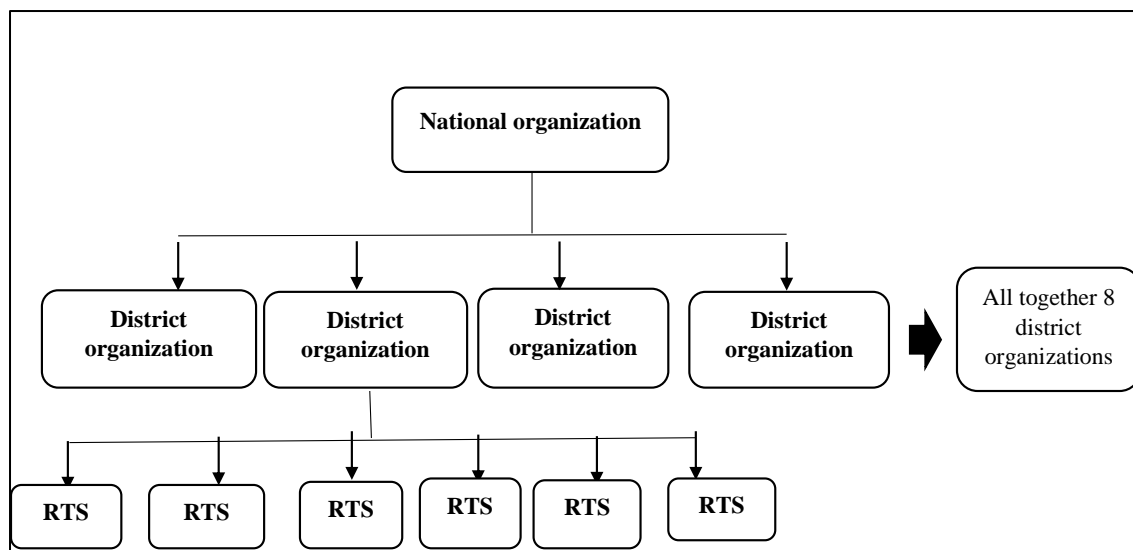 National organization
District
organization
District
organization
District
organization
District
organization
All together 8
district
organizations
RTS
RTS
RTS
RTS
RTS
RTS